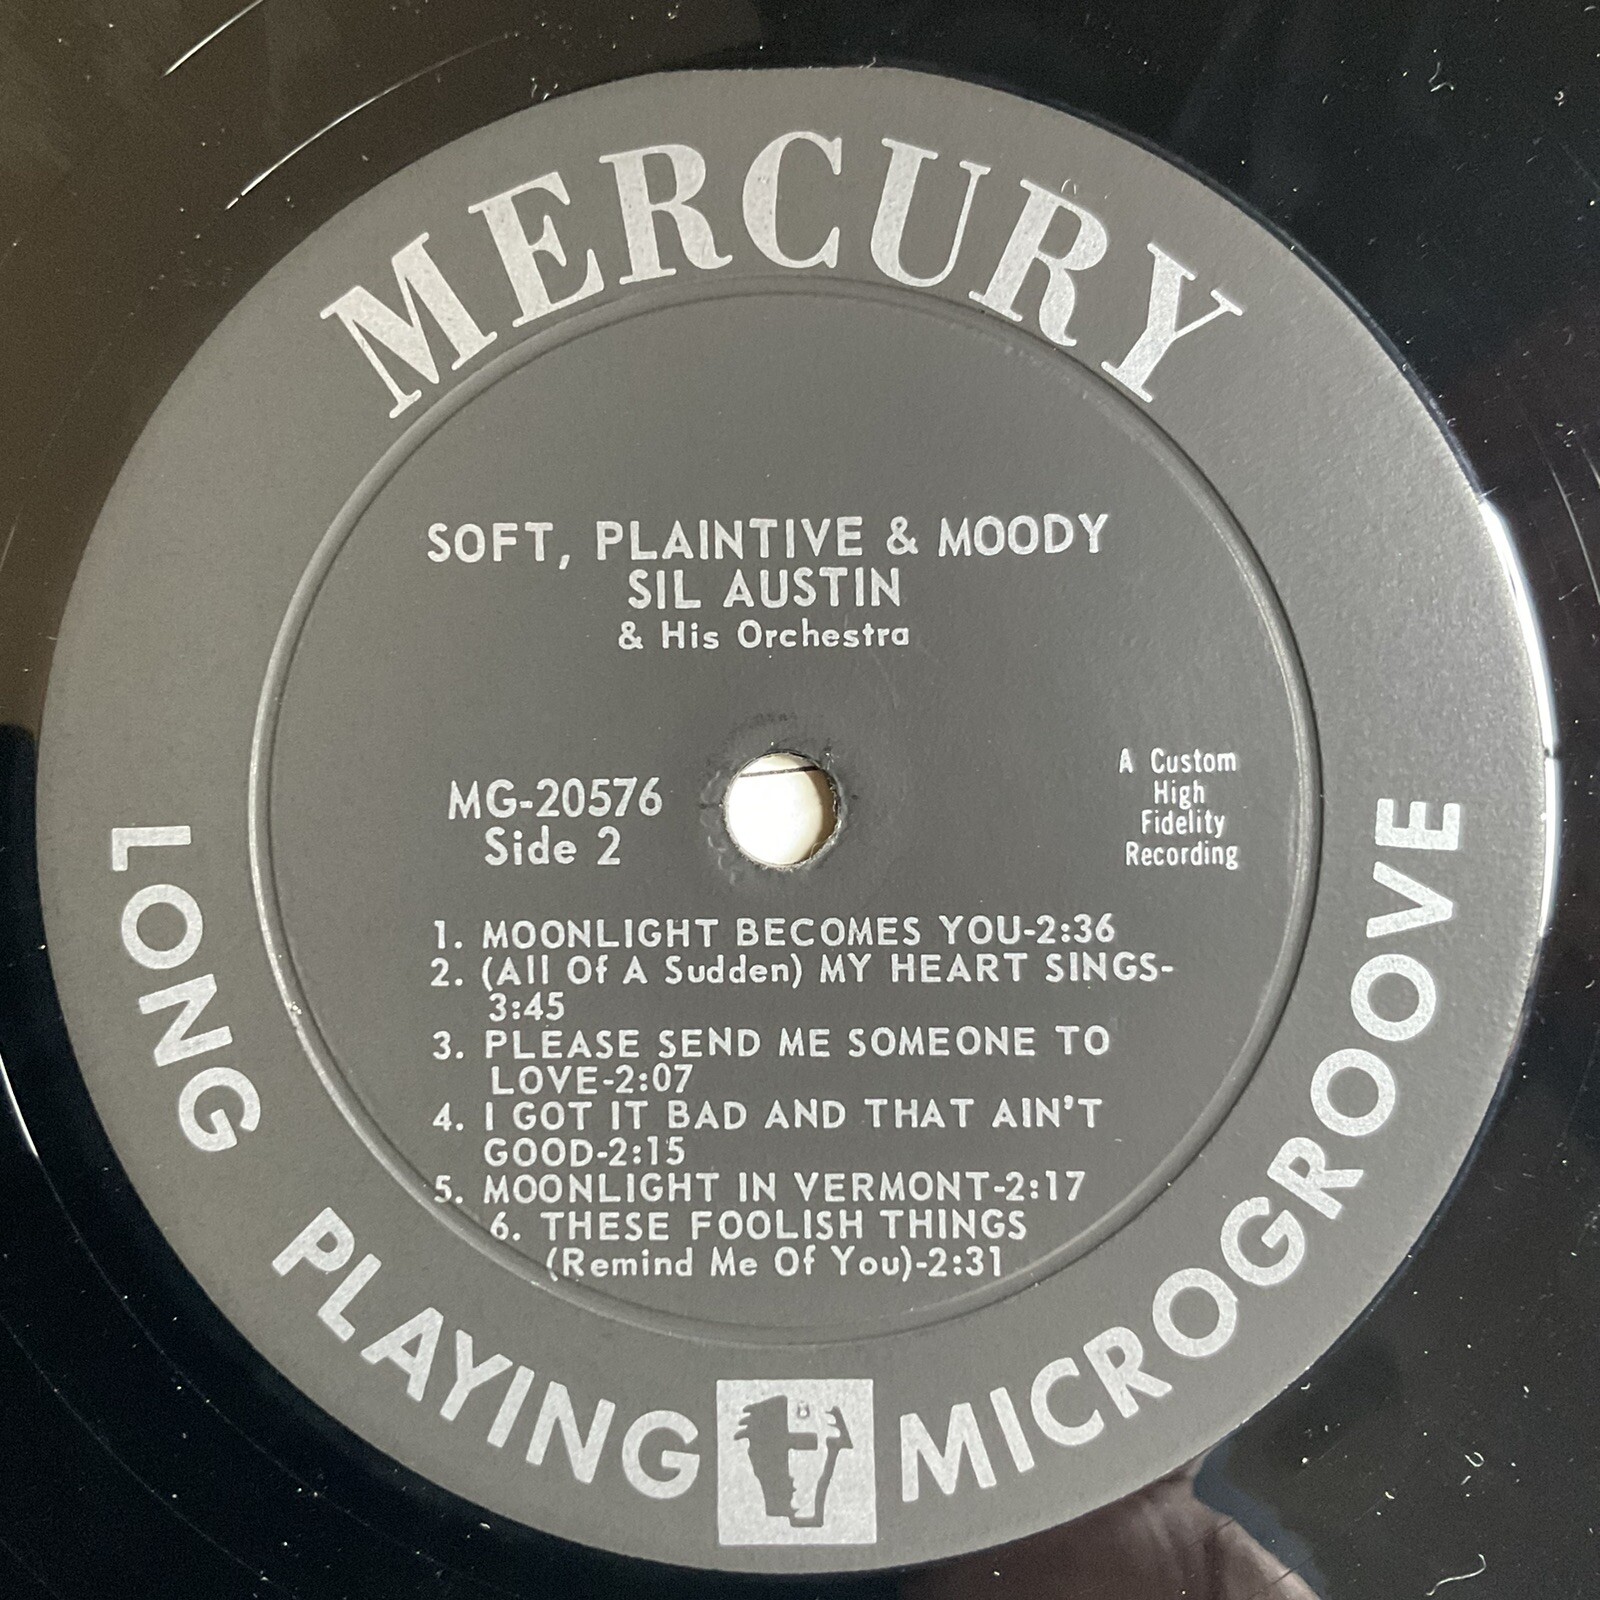 MERCURY
SOFT, PLAINTIVE & MOODY
SIL AUSTIN
& His Orchestra
MG-20576
Side 2
A Custom
High
Fidelity
Recording
1. MOONLIGHT BECOMES YOU-2:36
2. (All Of A Sudden) MY HEART SINGS-
3:45
3. PLEASE SEND ME SOMEONE TO
LOVE-2:07
4. I GOT IT BAD AND THAT AIN'T
GOOD-2:15
5. MOONLIGHT IN VERMONT-2:17
6. THESE FOOLISH THINGS
(Remind Me Of You)-2:31
LONG PLAYING MICROGROOVE